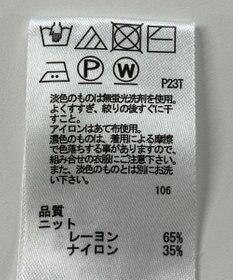 P23T
淡色のものは無蛍光洗剤を使用。
よくすすぎ、絞りの後すぐに干
すこと。
アイロンはあて布使用。
濃色のものは、着用による摩擦
で色落ちする事がありますので、
組み合せの衣服にご注意下さい。
また、淡色のものとは別にお洗
い下さい。
106
品質
ニット
レーヨン 65%
ナイロン 35%